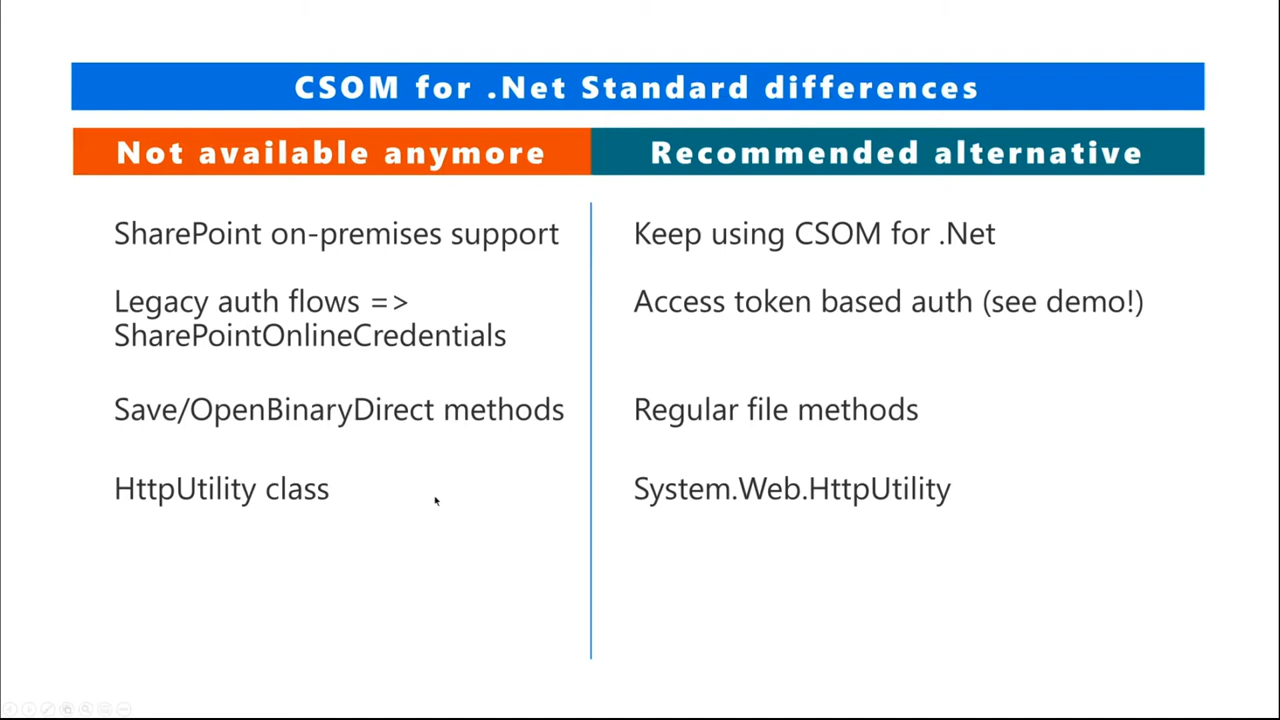 CSOM for .Net Standard differences
Not available anymore
Recommended alternative
SharePoint on-premises support
Keep using CSOM for .Net
Legacy auth flows =>
SharePointOnlineCredentials
Access token based auth (see demo!)
Save/OpenBinaryDirect methods
Regular file methods
HttpUtility class
System.Web.HttpUtility